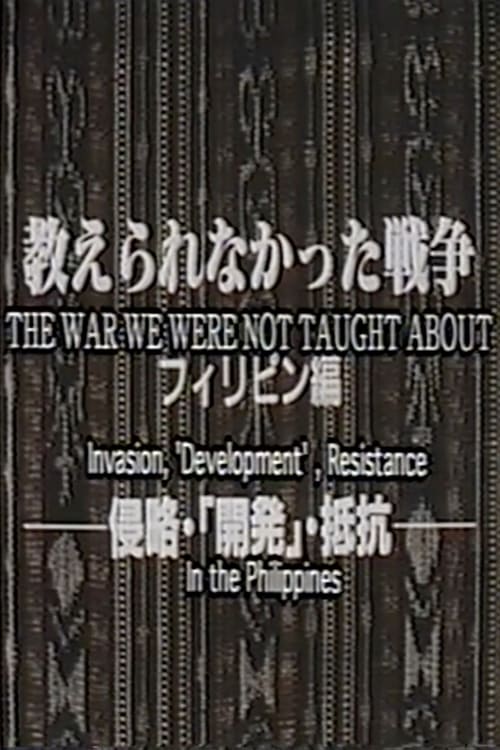 教えられなかった戦争
THE WAR WE WERE NOT TAUGHT ABOUT
フィリピン編
Invasion, 'Development' , Resistance
侵略・「開発」・抵抗
In the Philippines